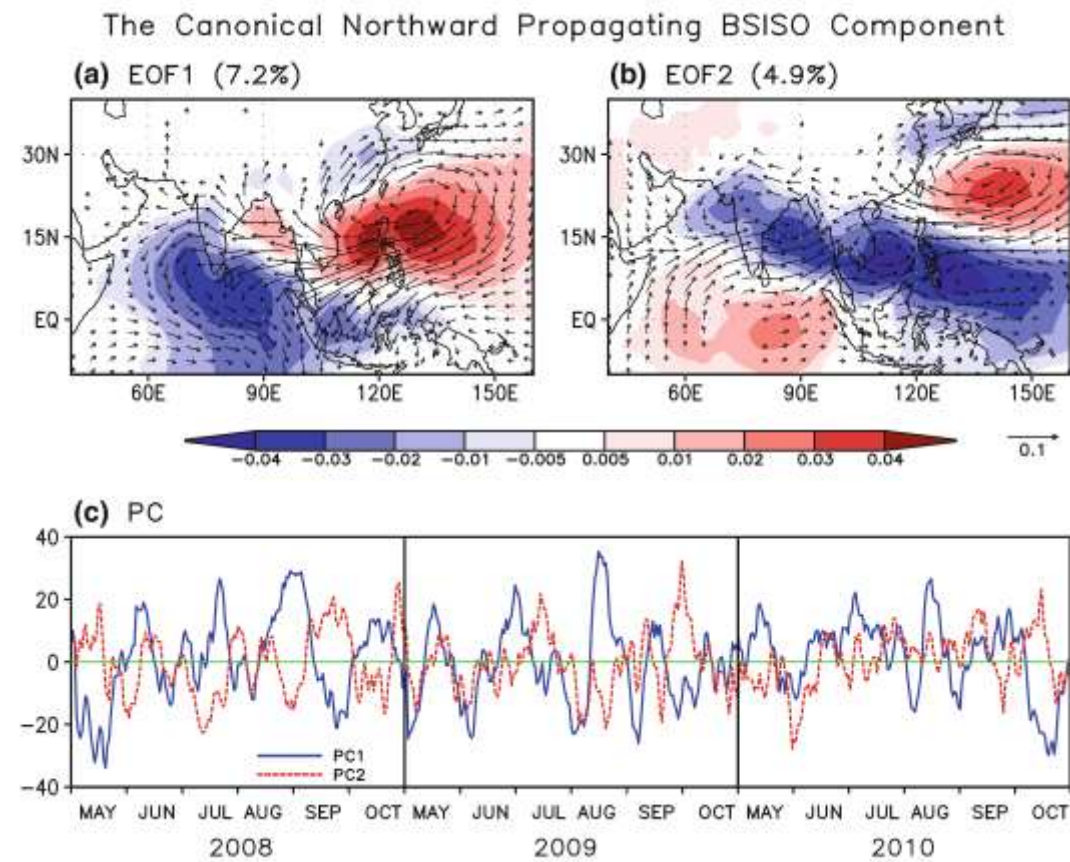 The Canonical Northward Propagating BSISO Component
(a) EOF1 (7.2%)
(b) EOF2 (4.9%)
30N
15N
EQ
60E 90E 120E 150E
30N
15N
EQ
60E 90E 120E 150E
-0.04 -0.03 -0.02 -0.01 -0.005 0.005 0.01 0.02 0.03 0.04
0.1
(c) PC
40
20
0
-20
-40
PC1
PC2
MAY JUN JUL AUG SEP OCT MAY JUN JUL AUG SEP OCT MAY JUN JUL AUG SEP OCT
2008 2009 2010